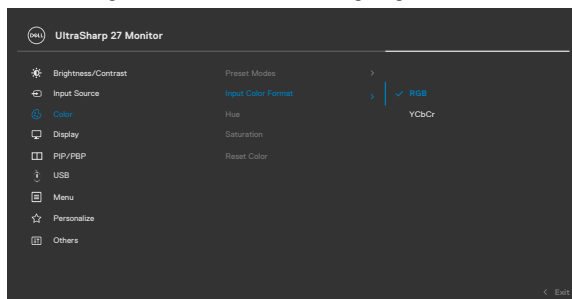 DELL UltraSharp 27 Monitor
Brightness/Contrast Preset Modes >
Input Source Input Color Format > ✓ RGB
Color Hue YCbCr
Display Saturation
PIP/PBP Reset Color
USB
Menu
Personalize
Others
< Exit